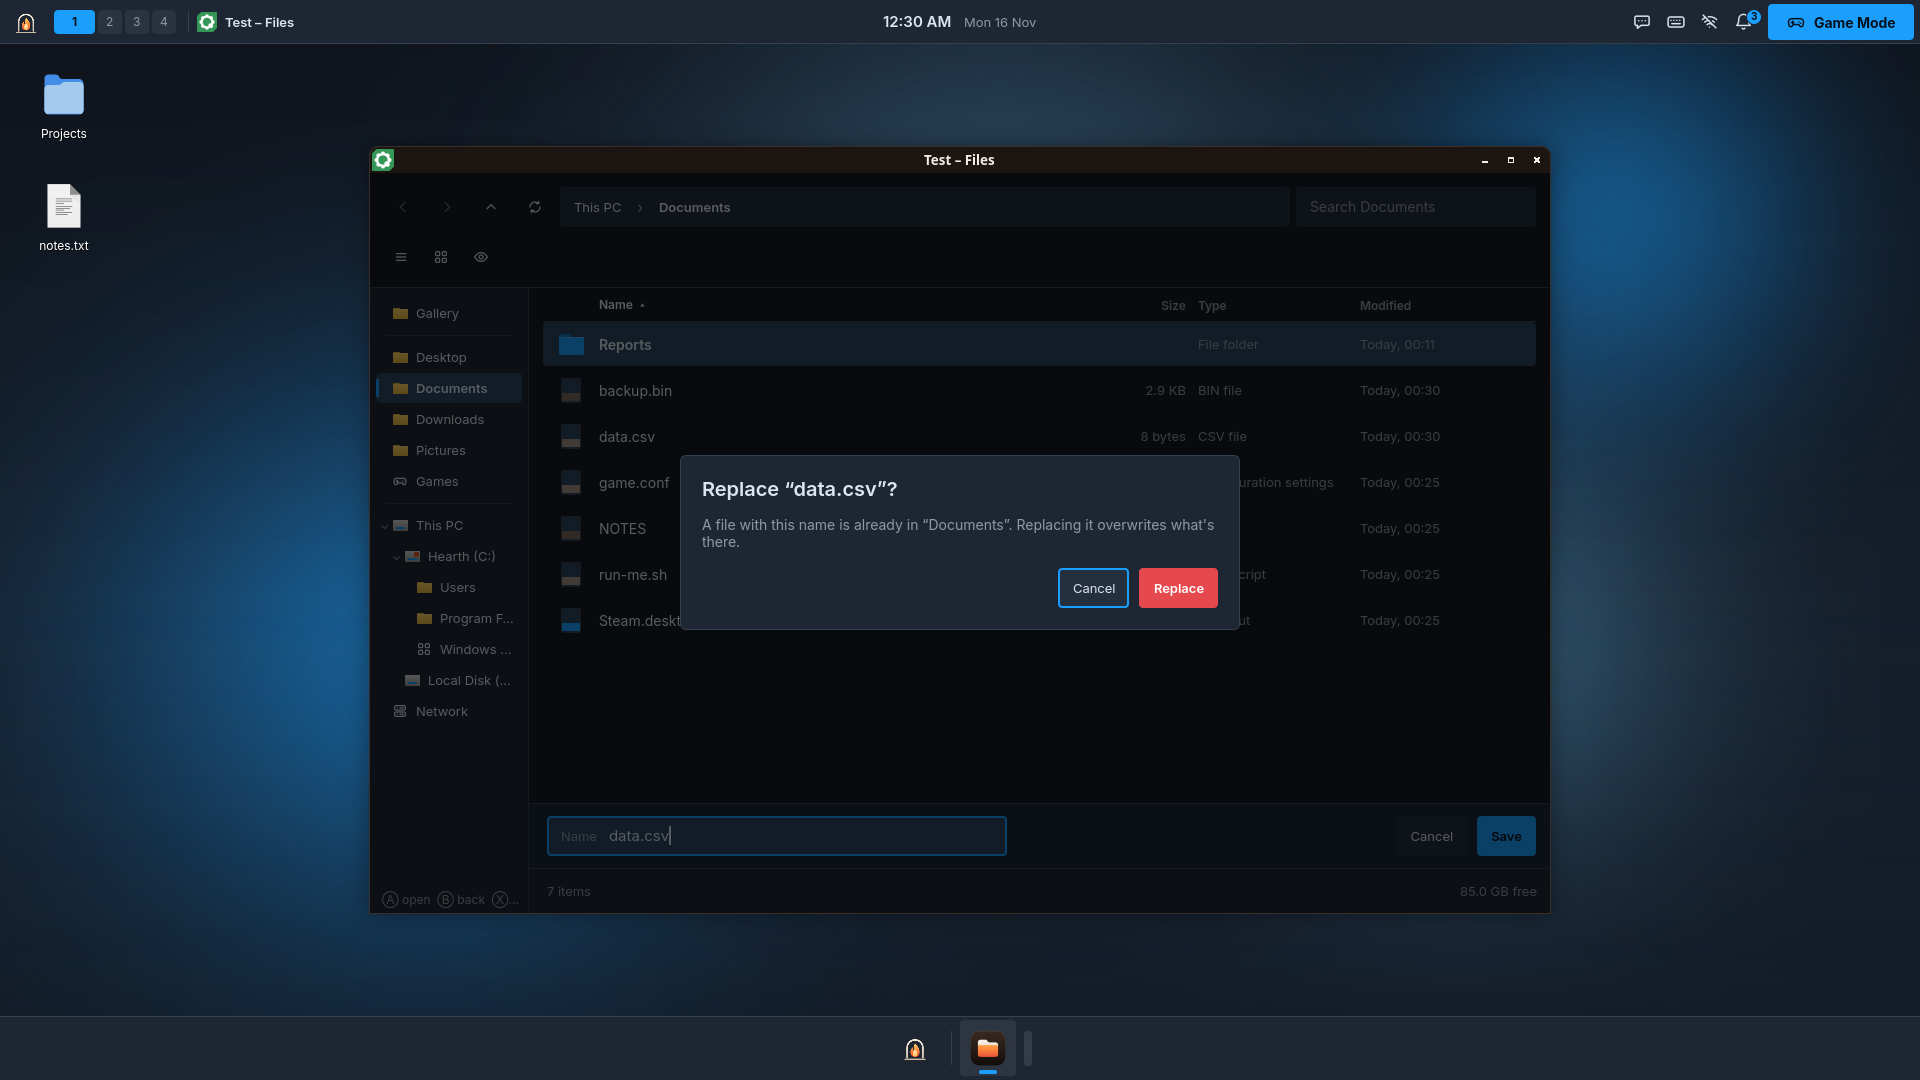 1 2 3 4 Test – Files 12:30 AM Mon 16 Nov 3 Game Mode
Projects
notes.txt
Test – Files
This PC › Documents Search Documents
Name Size Type Modified
Gallery
Reports File folder Today, 00:11
Desktop
backup.bin 2.9 KB BIN file Today, 00:30
Documents
Downloads
data.csv 8 bytes CSV file Today, 00:30
Pictures
Games
game.conf uration settings Today, 00:25
Replace “data.csv”?
A file with this name is already in “Documents”. Replacing it overwrites what's
there.
Cancel Replace
This PC
NOTES Today, 00:25
Hearth (C:)
run-me.sh cript Today, 00:25
Users
Program F...
Steam.deskt ut Today, 00:25
Windows ...
Local Disk (...
Network
Name data.csv Cancel Save
7 items 85.0 GB free
A open B back X...